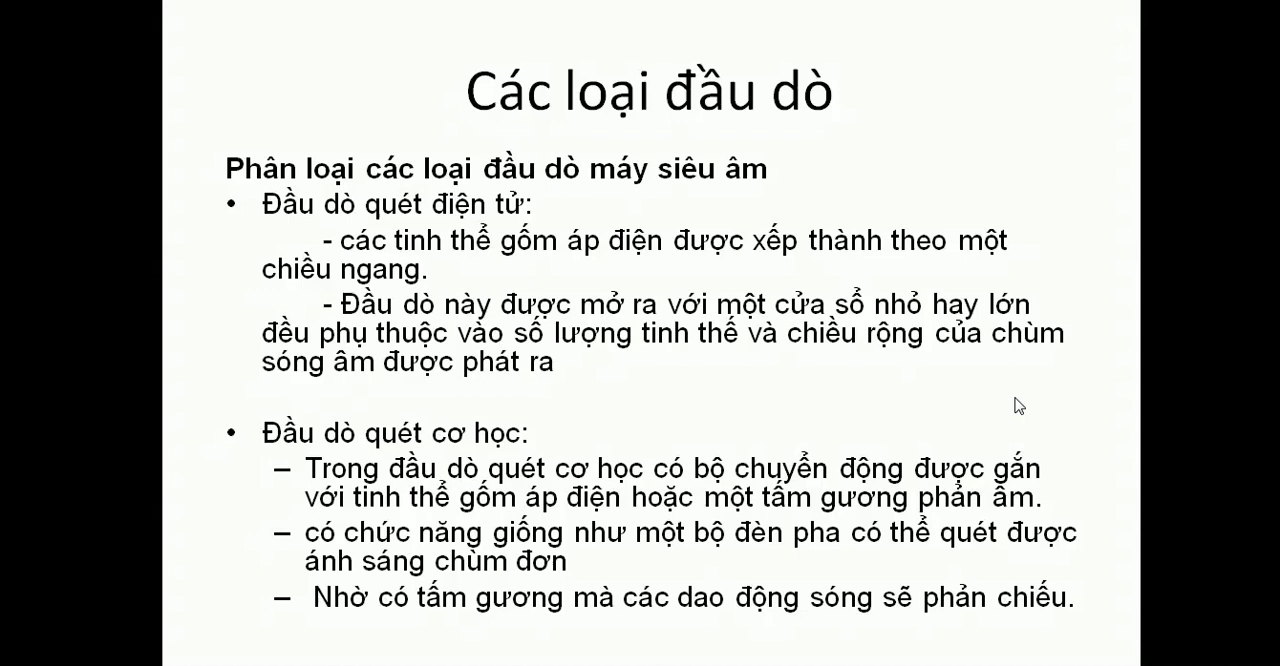 Các loại đầu dò
Phân loại các loại đầu dò máy siêu âm
• Đầu dò quét điện tử:
- các tinh thể gốm áp điện được xếp thành theo một
chiều ngang.
- Đầu dò này được mở ra với một cửa sổ nhỏ hay lớn
đều phụ thuộc vào số lượng tinh thế và chiều rộng của chùm
sóng âm được phát ra
• Đầu dò quét cơ học:
– Trong đầu dò quét cơ học có bộ chuyển động được gắn
với tinh thể gốm áp điện hoặc một tấm gương phản âm.
– có chức năng giống như một bộ đèn pha có thể quét được
ánh sáng chùm đơn
– Nhờ có tấm gương mà các dao động sóng sẽ phản chiếu.